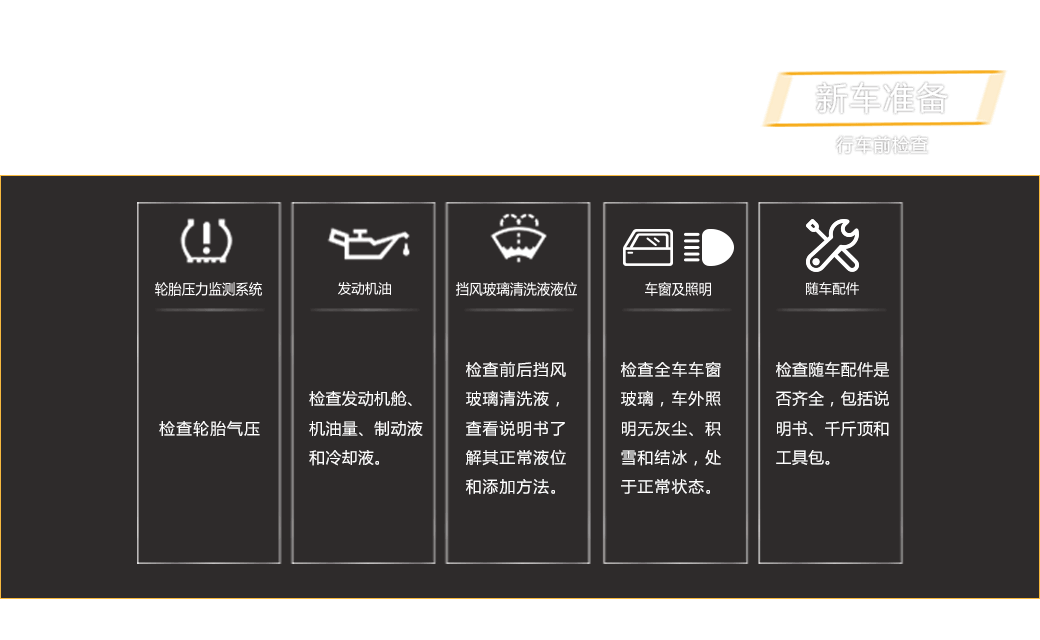 新车准备
行车前检查
轮胎压力监测系统
检查轮胎气压
发动机油
检查发动机舱、
机油量、制动液
和冷却液。
挡风玻璃清洗液液位
检查前后挡风
玻璃清洗液，
查看说明书了
解其正常液位
和添加方法。
车窗及照明
检查全车车窗
玻璃，车外照
明无灰尘、积
雪和结冰，处
于正常状态。
随车配件
检查随车配件是
否齐全，包括说
明书、千斤顶和
工具包。